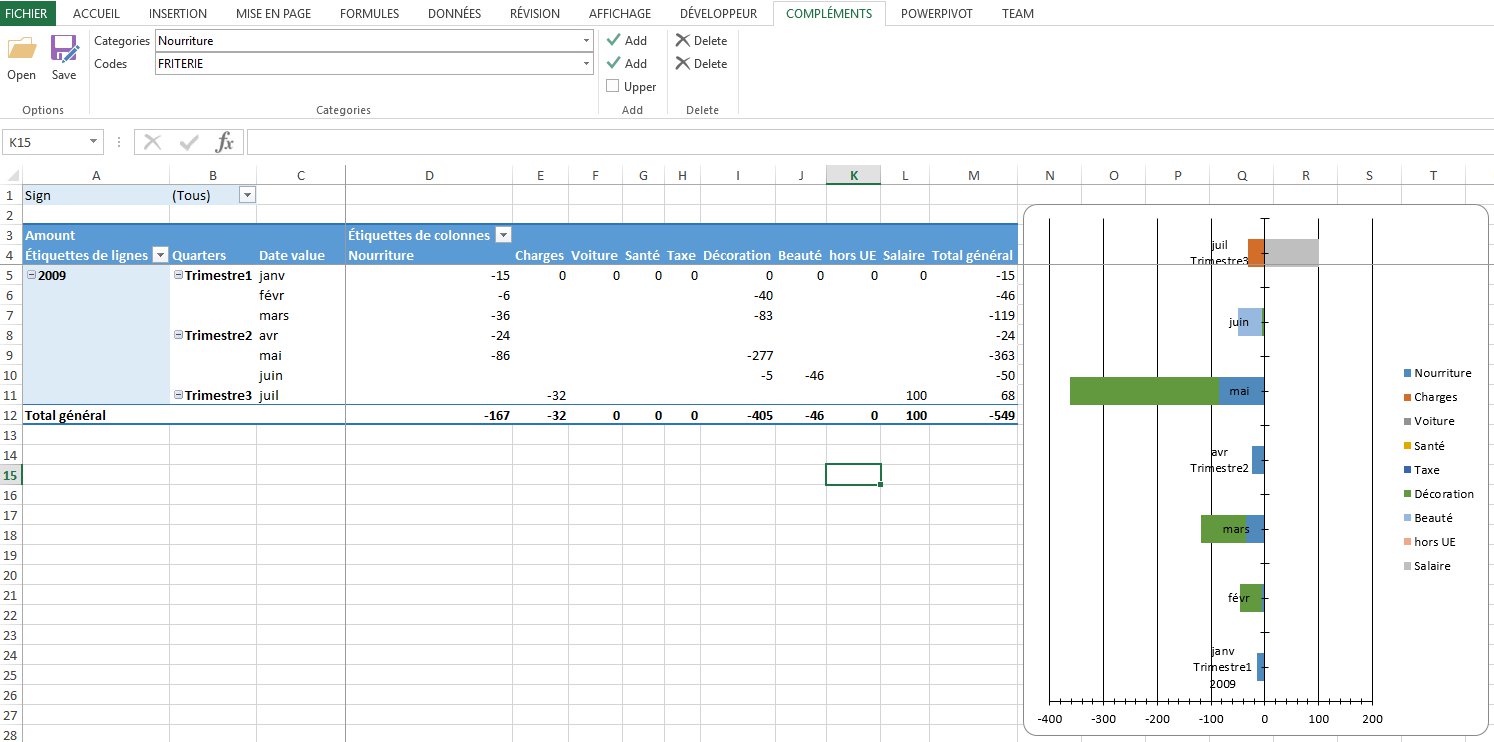 FICHIER ACCUEIL INSERTION MISE EN PAGE FORMULES DONNÉES RÉVISION AFFICHAGE DÉVELOPPEUR COMPLÉMENTS POWERPIVOT TEAM
Categories Nourriture Add Delete
Codes FRITERIE Add Delete
Open Save Upper
Options Categories Add Delete
K15 fx
A B C D E F G H I J K L M N O P Q R S T
1 Sign (Tous)
2
3 Amount Étiquettes de colonnes
4 Étiquettes de lignes Quarters Date value Nourriture Charges Voiture Santé Taxe Décoration Beauté hors UE Salaire Total général
5 2009 Trimestre1 janv -15 0 0 0 0 0 0 0 0 -15
6 févr -6 -40 -46
7 mars -36 -83 -119
8 Trimestre2 avr -24 -24
9 mai -86 -277 -363
10 juin -5 -46 -50
11 Trimestre3 juil -32 100 68
12 Total général -167 -32 0 0 0 -405 -46 0 100 -549
13
14
15
16
17
18
19
20
21
22
23
24
25
26
27
28
juil
Trimestre3
juin
mai
avr
Trimestre2
mars
févr
janv
Trimestre1
2009
-400 -300 -200 -100 0 100 200
Nourriture
Charges
Voiture
Santé
Taxe
Décoration
Beauté
hors UE
Salaire